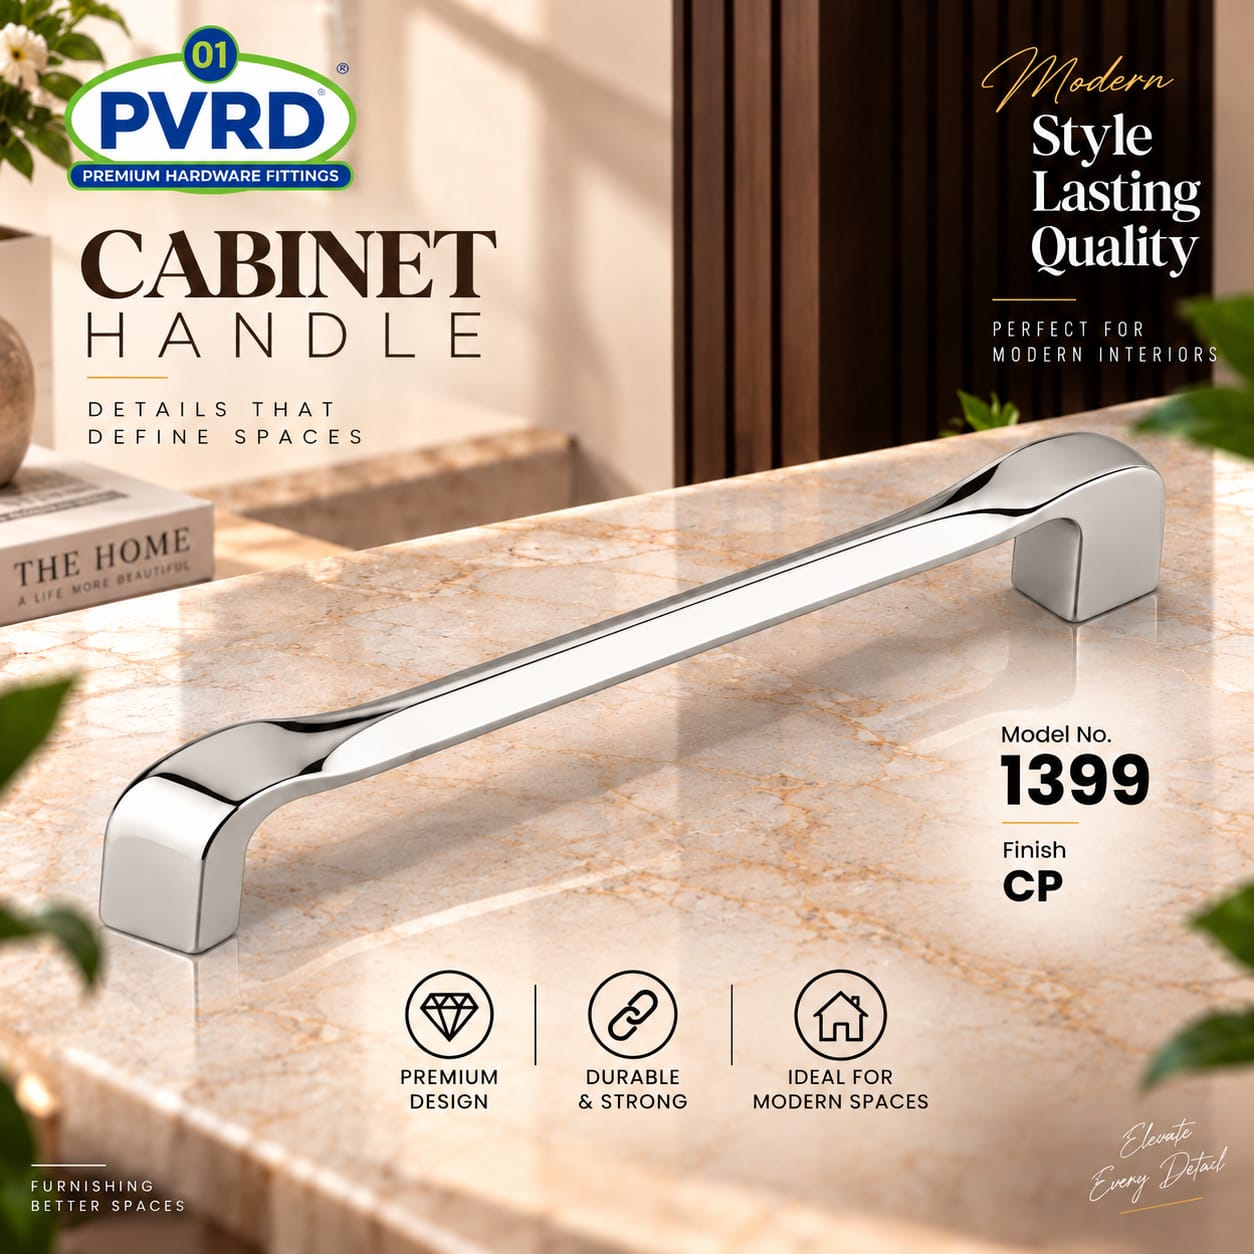 01
PVRD®
®
PREMIUM HARDWARE FITTINGS
CABINET
HANDLE
DETAILS THAT
DEFINE SPACES
Modern
Style
Lasting
Quality
PERFECT FOR
MODERN INTERIORS
THE HOME
A LIFE MORE BEAUTIFUL
Model No.
1399
Finish
CP
PREMIUM
DESIGN
DURABLE
& STRONG
IDEAL FOR
MODERN SPACES
FURNISHING
BETTER SPACES
Elevate
Every Detail